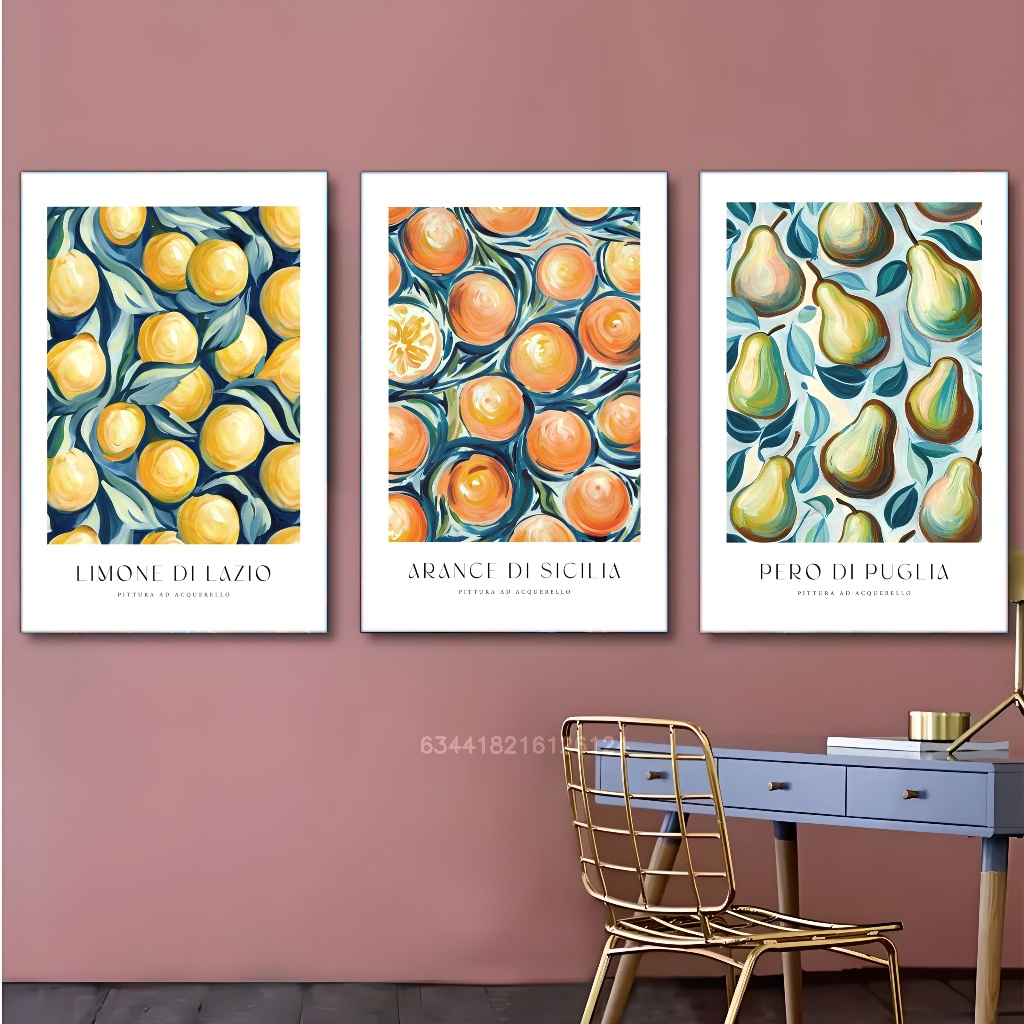 LIMONE DI LAZIO
PITTURA AD ACQUERELLO
ARANCE DI SICILIA
PITTURA AD ACQUERELLO
PERO DI PUGLIA
PITTURA AD ACQUERELLO